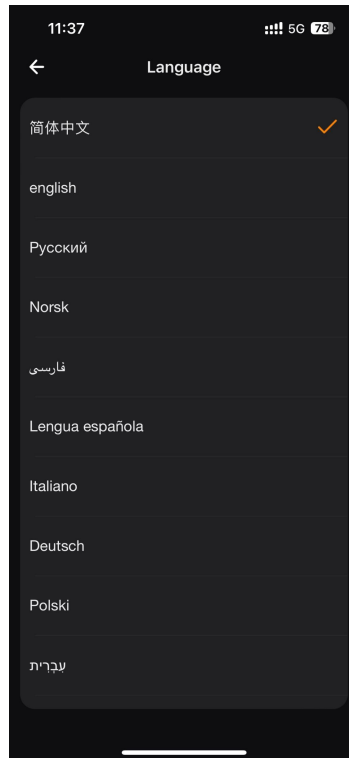 11:37
5G 78
Language
简体中文
english
Русский
Norsk
فارسی
Lengua española
Italiano
Deutsch
Polski
עִבְרִית